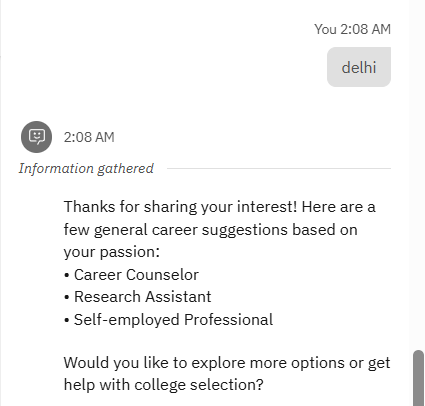 You 2:08 AM
delhi
2:08 AM
Information gathered
Thanks for sharing your interest! Here are a
few general career suggestions based on
your passion:
• Career Counselor
• Research Assistant
• Self-employed Professional
Would you like to explore more options or get
help with college selection?